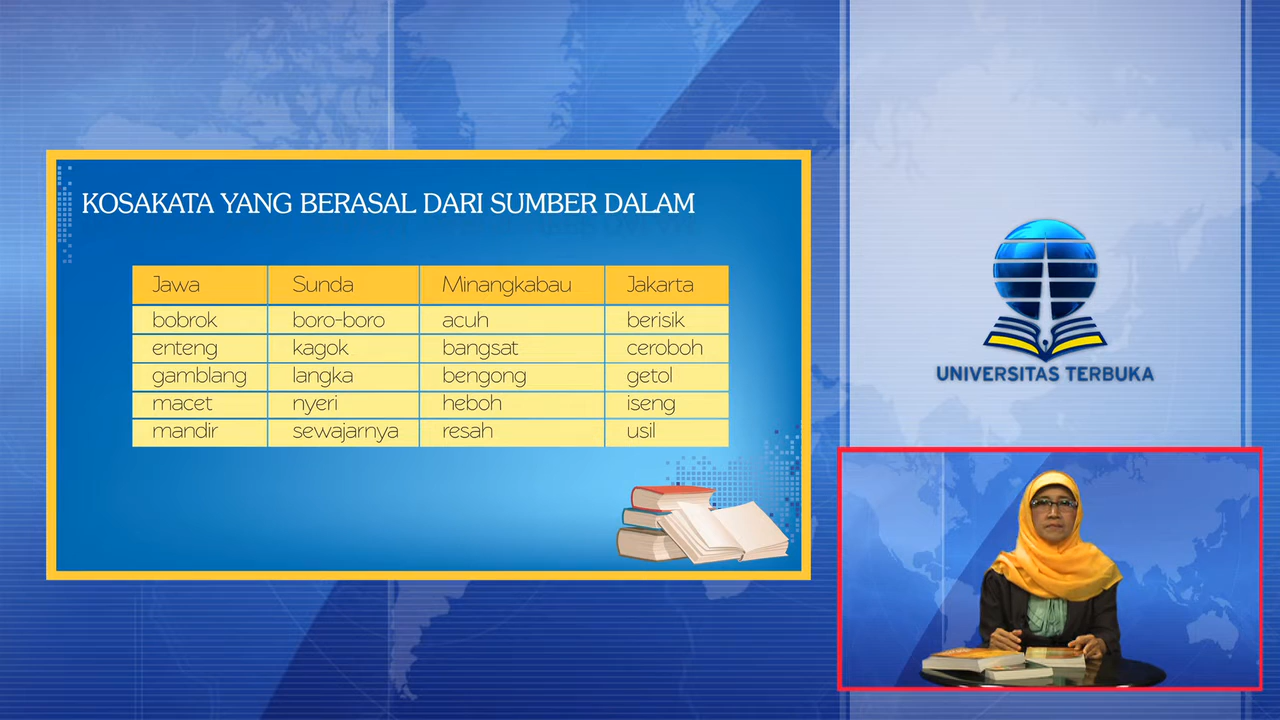 KOSAKATA YANG BERASAL DARI SUMBER DALAM
Jawa Sunda Minangkabau Jakarta
bobrok boro-boro acuh berisik
enteng kagok bangsat ceroboh
gamblang langka bengong getol
macet nyeri heboh iseng
mandir sewajarnya resah usil
UNIVERSITAS TERBUKA